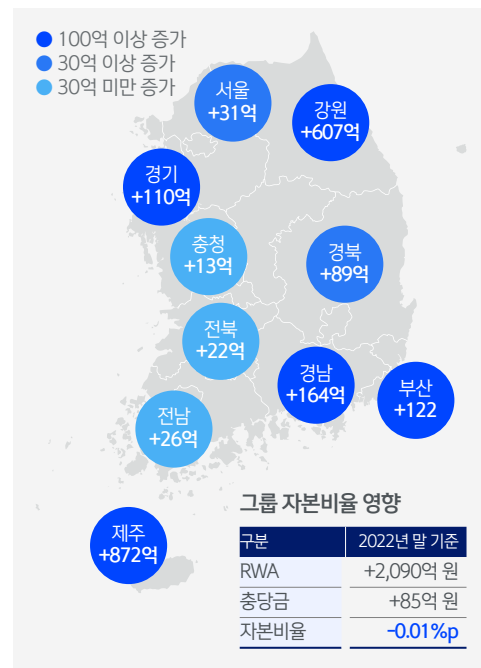 100억 이상 증가
30억 이상 증가
30억 미만 증가
서울
+31억
강원
+607억
경기
+110억
충청
+13억
경북
+89억
전북
+22억
경남
+164억
부산
+122
전남
+26억
제주
+872억
그룹 자본비율 영향
구분 2022년 말 기준
RWA +2,090억 원
충당금 +85억 원
자본비율 -0.01%p